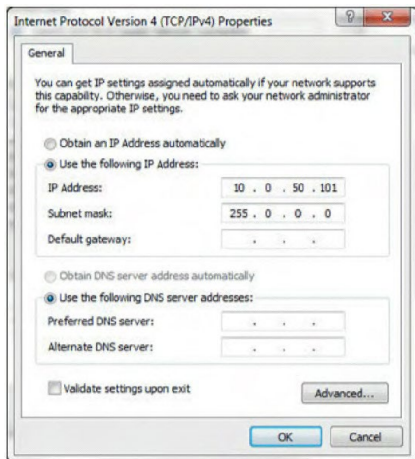 Internet Protocol Version 4 (TCP/IPv4) Properties
General
You can get IP settings assigned automatically if your network supports
this capability. Otherwise, you need to ask your network administrator
for the appropriate IP settings.
Obtain an IP Address automatically
Use the following IP Address:
IP Address: 10 . 0 . 50 . 101
Subnet mask: 255 . 0 . 0 . 0
Default gateway: . . .
Obtain DNS server address automatically
Use the following DNS server addresses:
Preferred DNS server: . . .
Alternate DNS server: . . .
Validate settings upon exit
Advanced...
OK Cancel